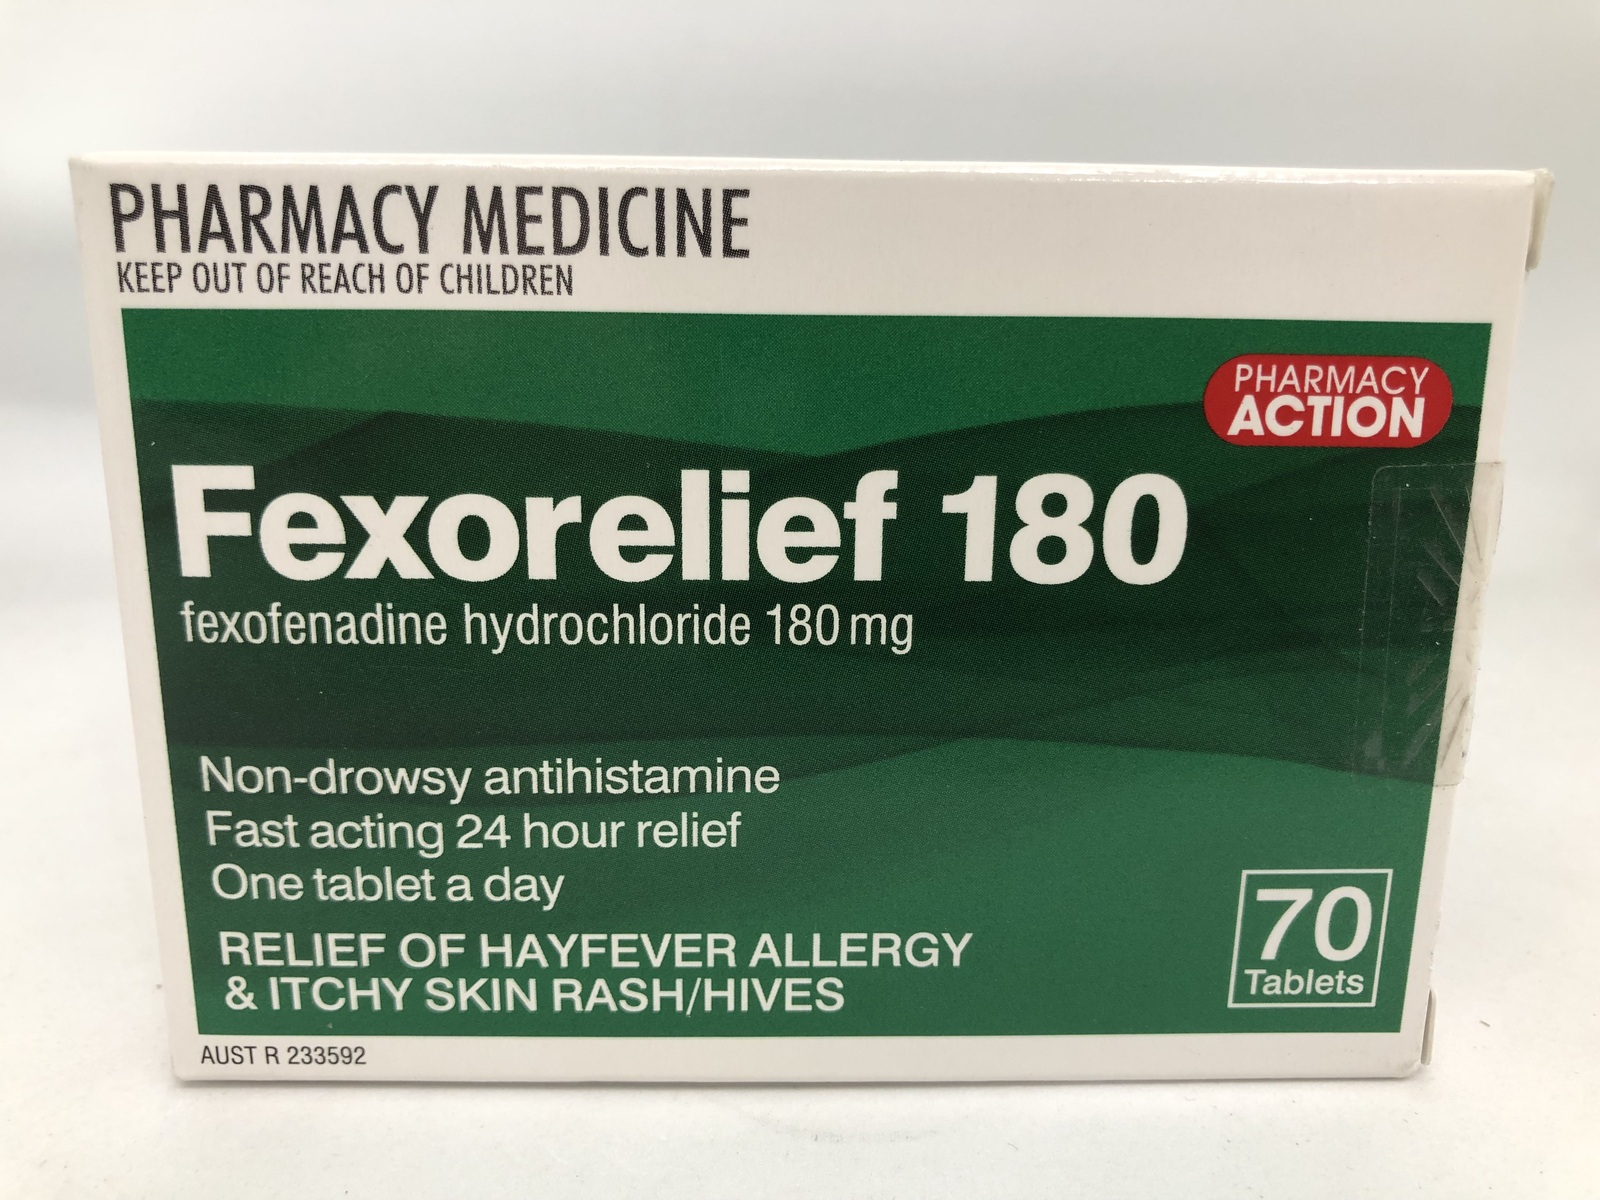 PHARMACY MEDICINE
KEEP OUT OF REACH OF CHILDREN
PHARMACY
ACTION
Fexorelief 180
fexofenadine hydrochloride 180 mg
Non-drowsy antihistamine
Fast acting 24 hour relief
One tablet a day
RELIEF OF HAYFEVER ALLERGY
& ITCHY SKIN RASH/HIVES
70
Tablets
AUST R 233592